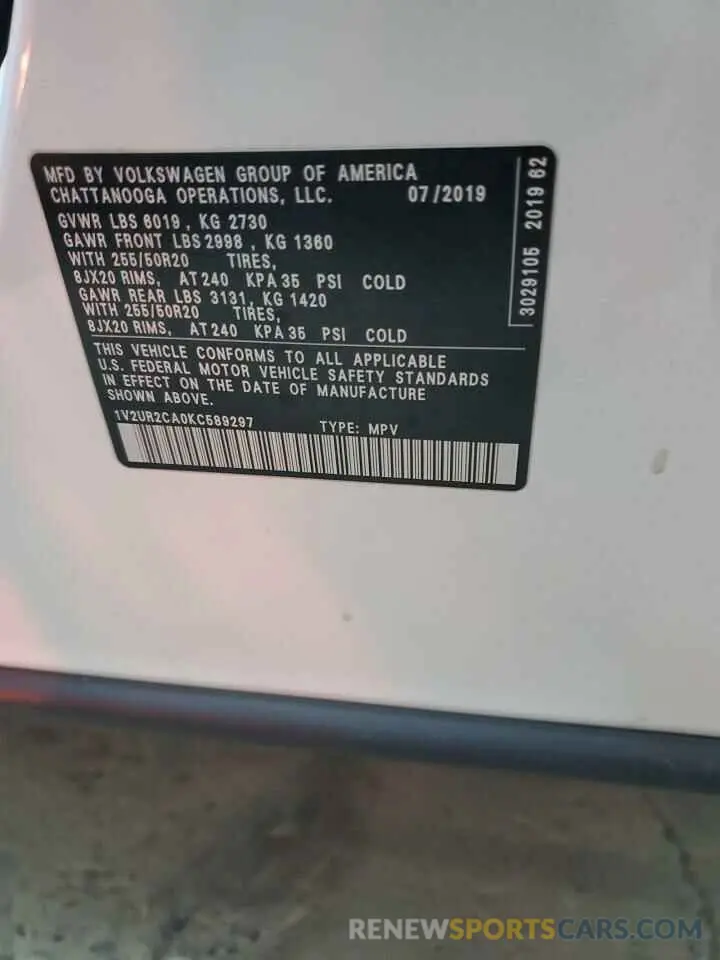 MFD BY VOLKSWAGEN GROUP OF AMERICA
CHATTANOOGA OPERATIONS, LLC. 07/2019
GVWR LBS 6019, KG 2730
GAWR FRONT LBS 2998, KG 1360
WITH 255/50R20 TIRES,
8JX20 RIMS, AT 240 KPA 35 PSI COLD
GAWR REAR LBS 3131, KG 1420
WITH 255/50R20 TIRES,
8JX20 RIMS, AT 240 KPA 35 PSI COLD
THIS VEHICLE CONFORMS TO ALL APPLICABLE
U.S. FEDERAL MOTOR VEHICLE SAFETY STANDARDS
IN EFFECT ON THE DATE OF MANUFACTURE
SHOWN ABOVE.
1V2UR2CA0KC589297 TYPE: MPV
3029105 2019 62
RENEWSPORTSCARS.COM